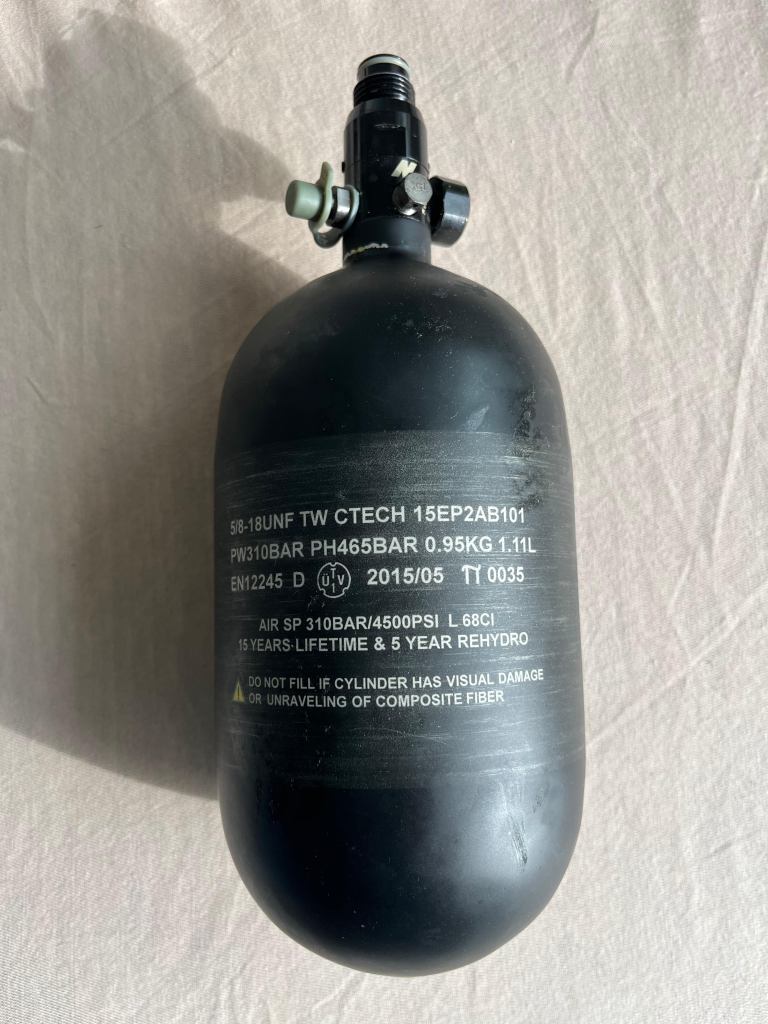 5/8-18UNF TW CTECH 15EP2AB101
PW310BAR PH465BAR 0.95KG 1.11L
EN12245 D TÜV 1 2015/05 π 0035
AIR SP 310BAR/4500PSI L 68CI
15 YEARS LIFETIME & 5 YEAR REHYDRO
DO NOT FILL IF CYLINDER HAS VISUAL DAMAGE
OR UNRAVELING OF COMPOSITE FIBER